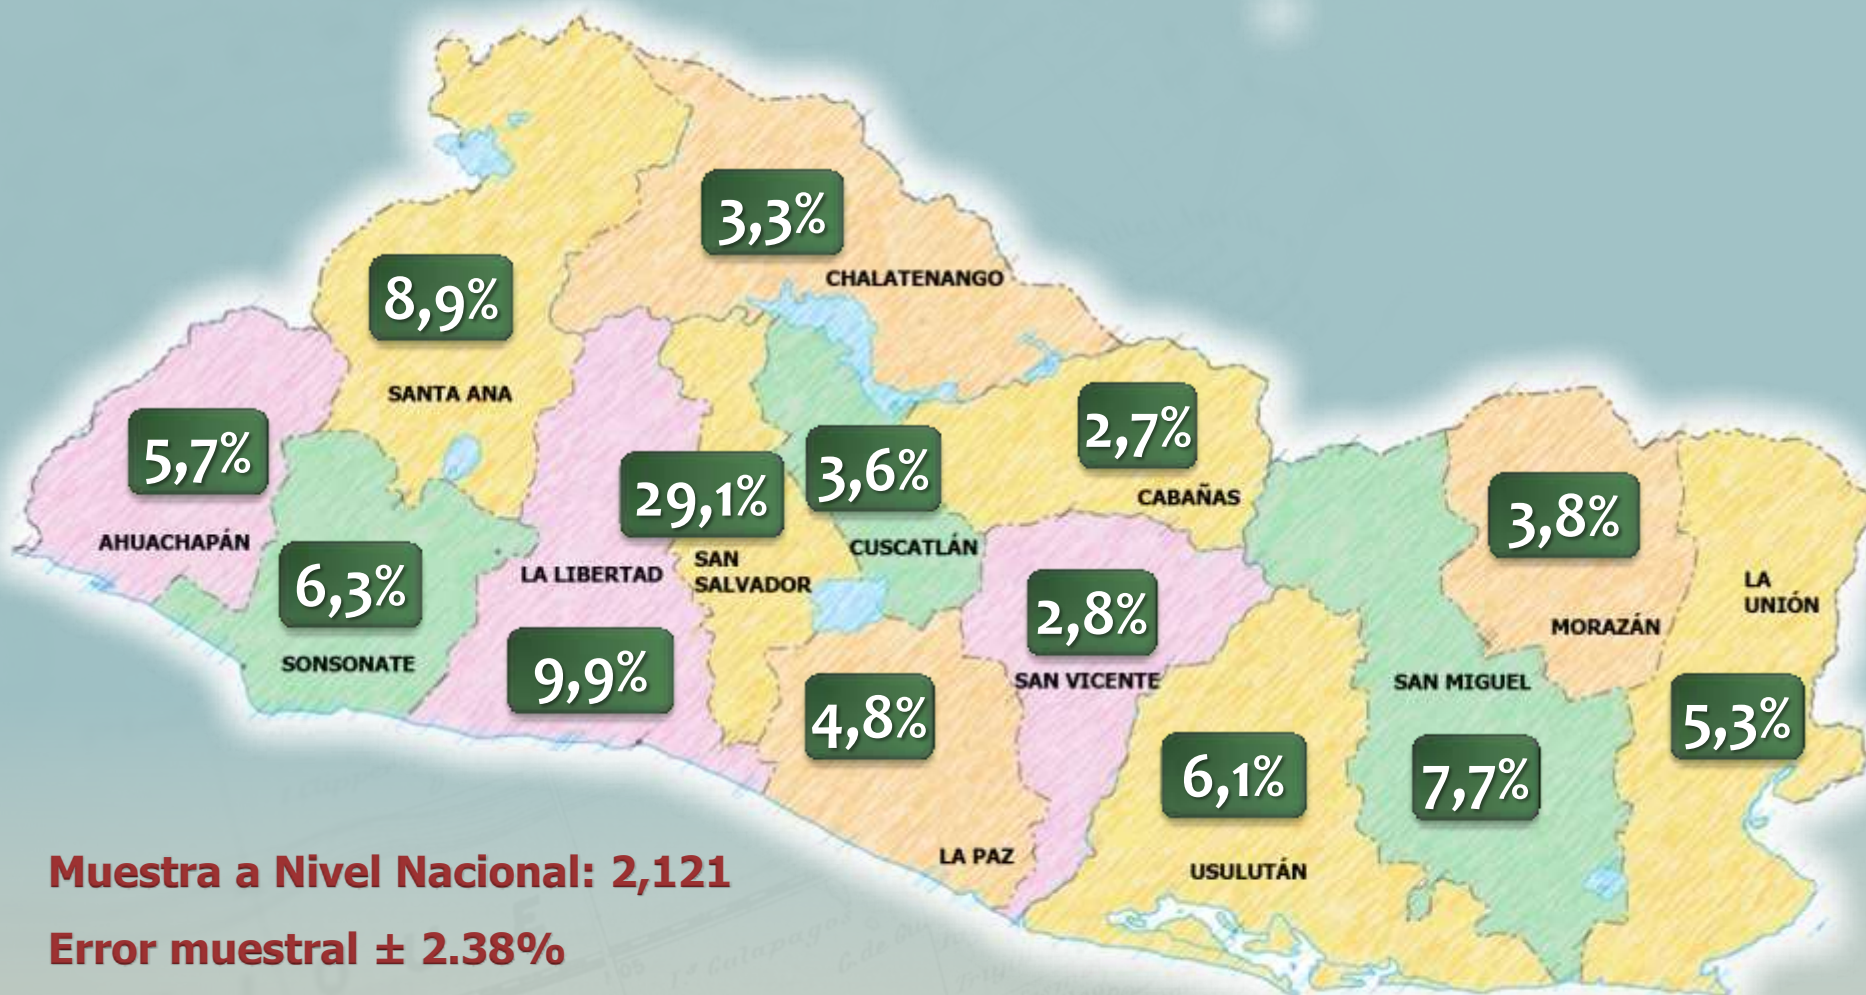 3,3%
CHALATENANGO
8,9%
SANTA ANA
5,7%
AHUACHAPÁN
2,7%
CABAÑAS
3,6%
CUSCATLÁN
29,1%
SAN
SALVADOR
3,8%
MORAZÁN
LA
UNIÓN
5,3%
6,3%
SONSONATE
LA LIBERTAD
9,9%
2,8%
SAN VICENTE
SAN MIGUEL
7,7%
4,8%
LA PAZ
6,1%
USULUTÁN
Muestra a Nivel Nacional: 2,121
Error muestral ± 2.38%